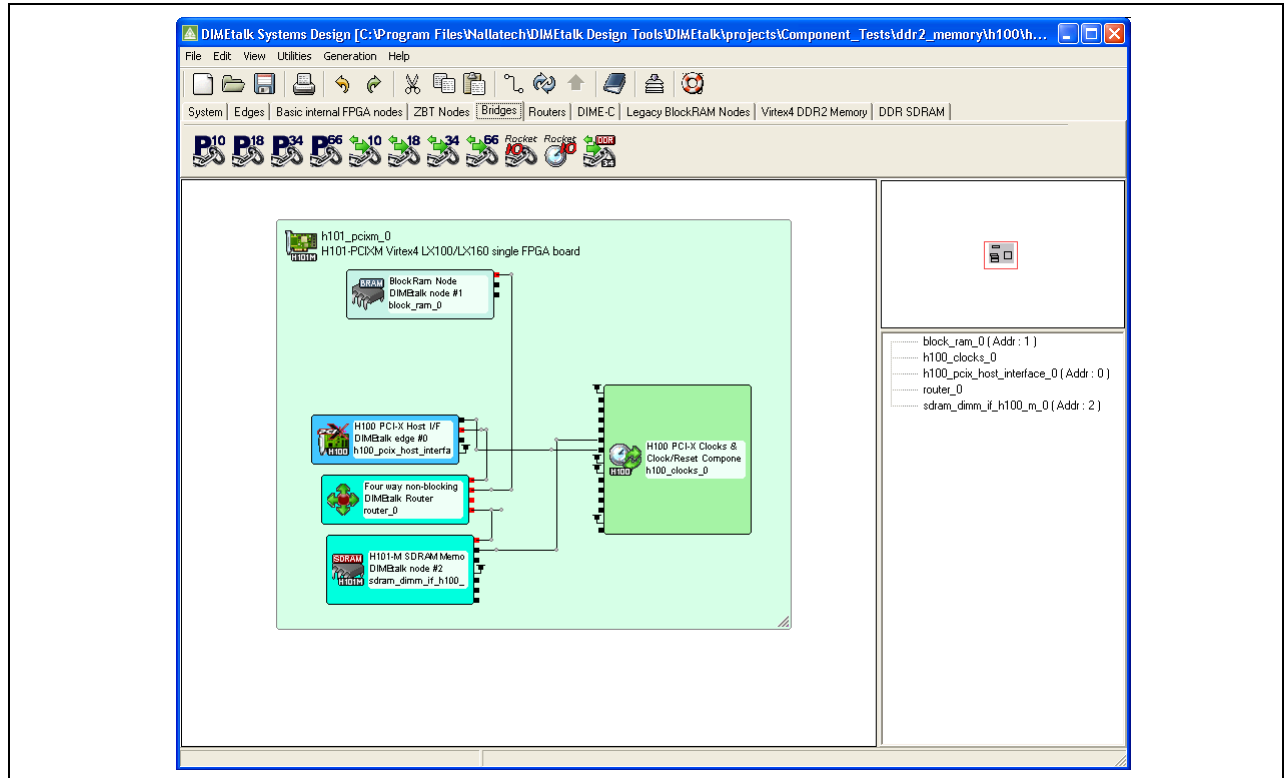 DIMEtalk Systems Design [C:\Program Files\Nallatech\DIMEtalk Design Tools\DIMEtalk\projects\Component_Tests\ddr2_memory\h100\h...
File Edit View Utilities Generation Help
System Edges Basic internal FPGA nodes ZBT Nodes Bridges Routers DIME-C Legacy BlockRAM Nodes Virtex4 DDR2 Memory DDR SDRAM
P10 P18 P34 P66 10 18 34 66 Rocket IO Rocket IO DDR 34
h101_pcixm_0
H101-PCIXM Virtex4 LX100/LX160 single FPGA board
H101M
BRAM
BlockRam Node
DIMEtalk node #1
block_ram_0
H100 PCI-X Host I/F
DIMEtalk edge #0
h100_pcix_host_interfa
H100
Four way non-blocking
DIMEtalk Router
router_0
SDRAM
H101-M SDRAM Memo
DIMEtalk node #2
sdram_dimm_if_h100_
H101M
H100 PCI-X Clocks &
Clock/Reset Compone
h100_clocks_0
H100
block_ram_0 ( Addr : 1 )
h100_clocks_0
h100_pcix_host_interface_0 ( Addr : 0 )
router_0
sdram_dimm_if_h100_m_0 ( Addr : 2 )